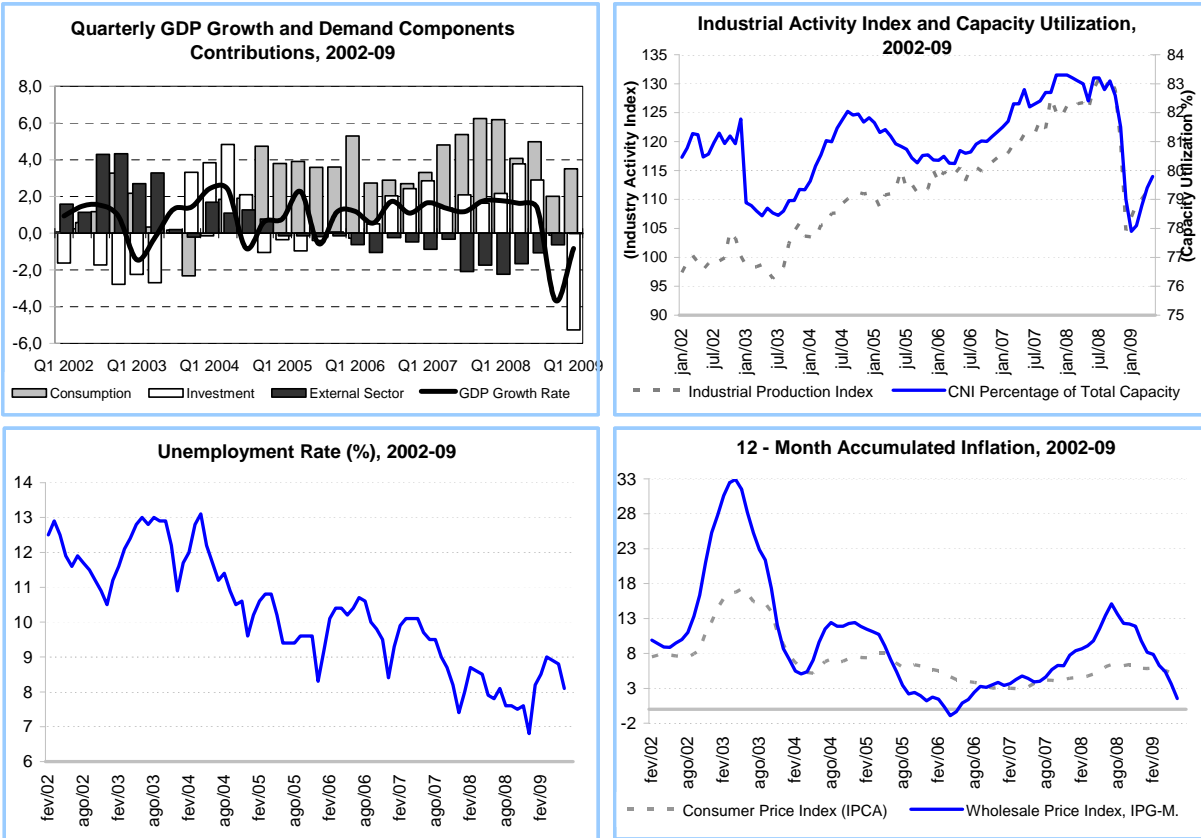 Quarterly GDP Growth and Demand Components
Contributions, 2002-09
8,0
6,0
4,0
2,0
0,0
-2,0
-4,0
-6,0
Q1 2002 Q1 2003 Q1 2004 Q1 2005 Q1 2006 Q1 2007 Q1 2008 Q1 2009
Consumption Investment External Sector GDP Growth Rate
Industrial Activity Index and Capacity Utilization,
2002-09
(Industry Activity Index)
135
130
125
120
115
110
105
100
95
90
84
83
82
81
80
79
78
77
76
75
(Capacity Utilization %)
jan/02
jul/02
jan/03
jul/03
jan/04
jul/04
jan/05
jul/05
jan/06
jul/06
jan/07
jul/07
jan/08
jul/08
jan/09
Industrial Production Index CNI Percentage of Total Capacity
Unemployment Rate (%), 2002-09
14
13
12
11
10
9
8
7
6
fev/02
ago/02
fev/03
ago/03
fev/04
ago/04
fev/05
ago/05
fev/06
ago/06
fev/07
ago/07
fev/08
ago/08
fev/09
12 - Month Accumulated Inflation, 2002-09
33
28
23
18
13
8
3
-2
fev/02
ago/02
fev/03
ago/03
fev/04
ago/04
fev/05
ago/05
fev/06
ago/06
fev/07
ago/07
fev/08
ago/08
fev/09
Consumer Price Index (IPCA) Wholesale Price Index, IPG-M.